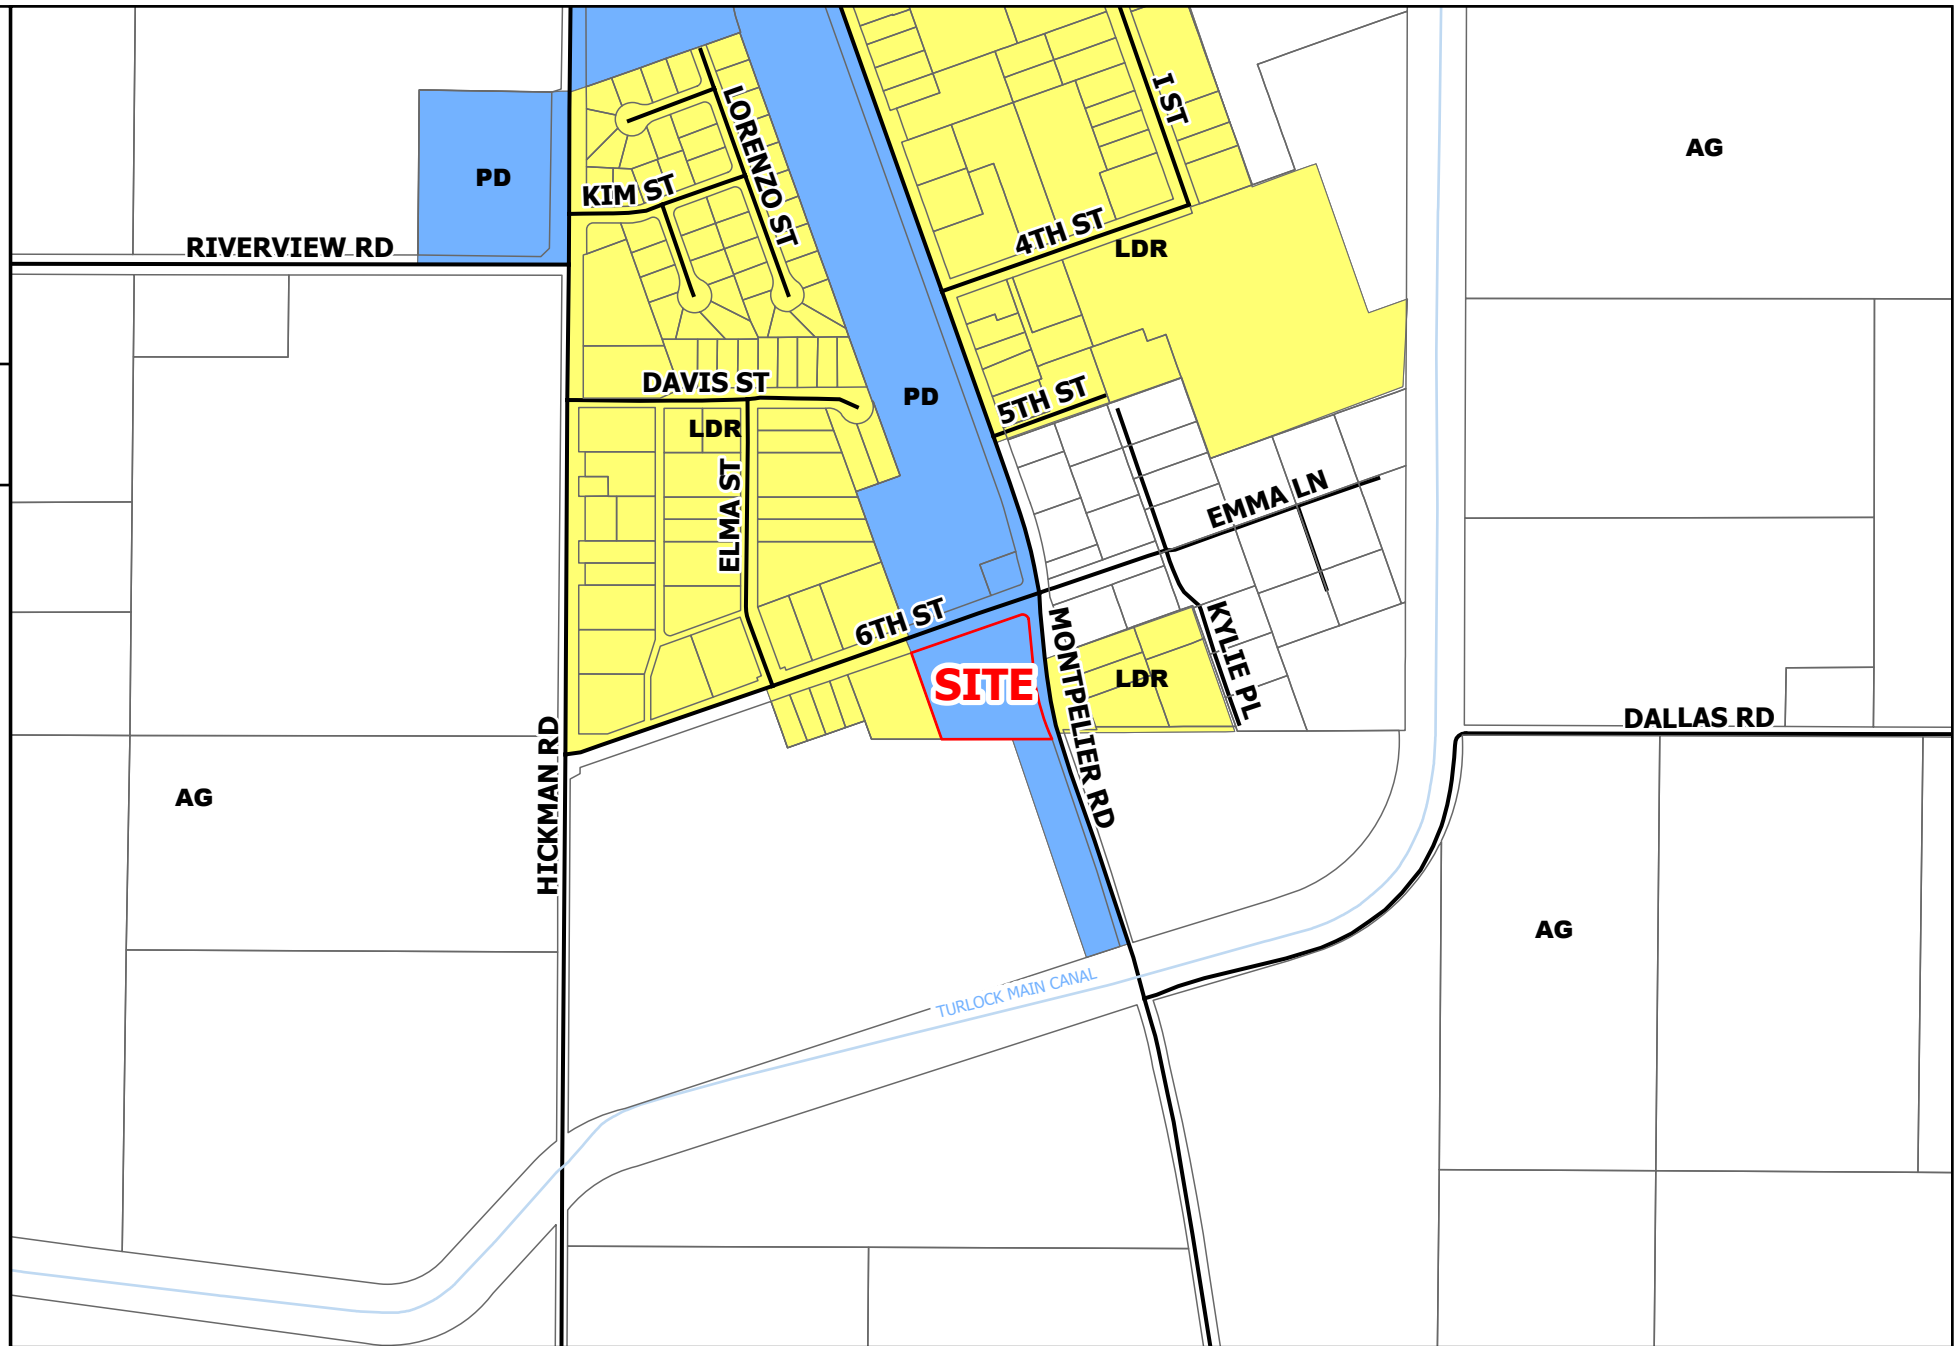 I ST
LORENZO ST
AG
PD
KIM ST
RIVERVIEW RD
4TH ST
LDR
DAVIS ST
PD
5TH ST
LDR
ELMA ST
EMMA LN
6TH ST
KYLIE PL
MONTPELIER RD
SITE
LDR
DALLAS RD
HICKMAN RD
AG
AG
TURLOCK MAIN CANAL